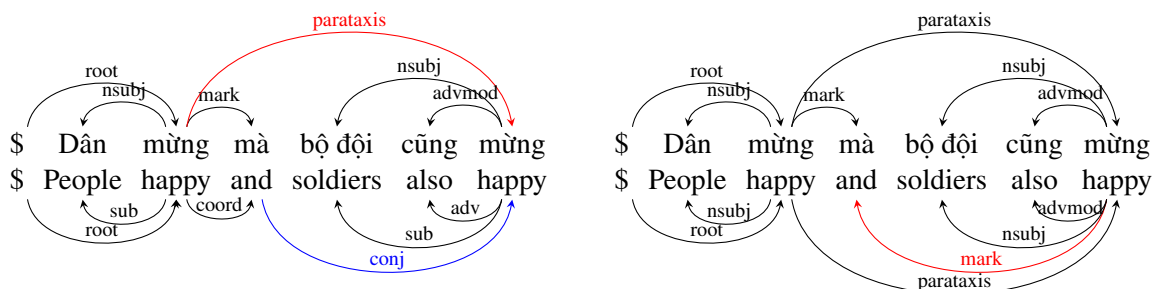 parataxis
root
nsubj
mark
nsubj
advmod
$ Dân mừng mà bộ đội cũng mừng
$ People happy and soldiers also happy
sub
coord
adv
root
sub
conj
parataxis
root
nsubj
mark
nsubj
advmod
$ Dân mừng mà bộ đội cũng mừng
$ People happy and soldiers also happy
nsubj
advmod
root
nsubj
mark
parataxis